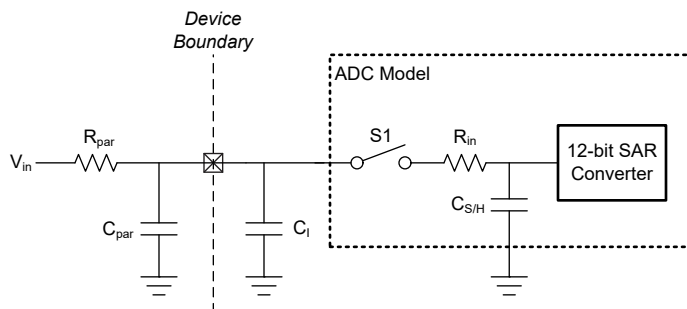 Device
Boundary
ADC Model
R_par
S1
R_in
V_in
12-bit SAR
Converter
C_par
C_I
C_S/H